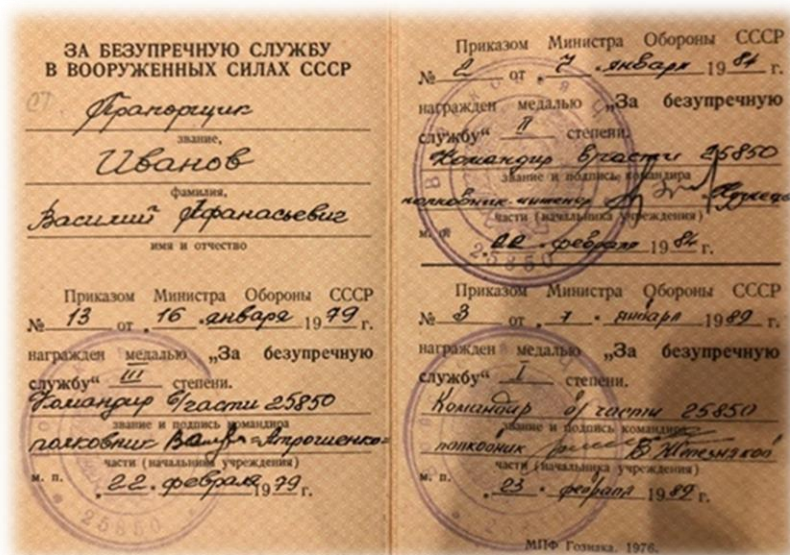 ЗА БЕЗУПРЕЧНУЮ СЛУЖБУ
В ВООРУЖЕННЫХ СИЛАХ СССР
Прапорщик
звание,
Иванов
фамилия,
Василий Афанасьевич
имя и отчество
Приказом Министра Обороны СССР
№ 13 от „16" января 1979 г.
награжден медалью „За безупречную
службу“ III степени.
Командир в/части 25850
звание и подпись командира
полковник
части (начальника учреждения)
м. п.
„22" февраля 1979 г.
25850
Приказом Министра Обороны СССР
№ 2 от „7" января 1984 г.
награжден медалью „За безупречную
службу“ II степени.
Командир в/части 25850
звание и подпись командира
полковник-инженер
части (начальника учреждения)
м. п.
„22" февраля 1984 г.
25850
Приказом Министра Обороны СССР
№ 3 от „7" января 1989 г.
награжден медалью „За безупречную
службу“ I степени.
Командир в/части 25850
звание и подпись командира
полковник
части (начальника учреждения)
м. п.
„23" февраля 1989 г.
МПФ Гознака. 1976.